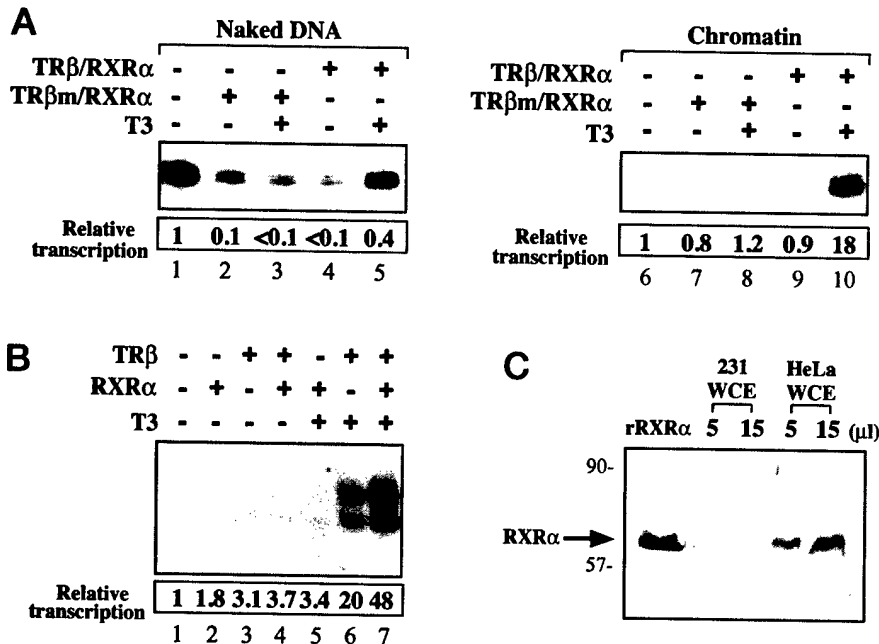 A
Naked DNA
TRβ/RXRα - - - + +
TRβm/RXRα - + + - -
T3 - - + - +
Relative transcription 1 0.1 <0.1 <0.1 0.4
1 2 3 4 5
Chromatin
TRβ/RXRα - - - + +
TRβm/RXRα - + + - -
T3 - - + - +
Relative transcription 1 0.8 1.2 0.9 18
6 7 8 9 10
B
TRβ - - + + - + +
RXRα - + - + + - +
T3 - - - - + + +
Relative transcription 1 1.8 3.1 3.7 3.4 20 48
1 2 3 4 5 6 7
C
231 WCE HeLa WCE
rRXRα 5 15 5 15 (μl)
90-
RXRα
57-